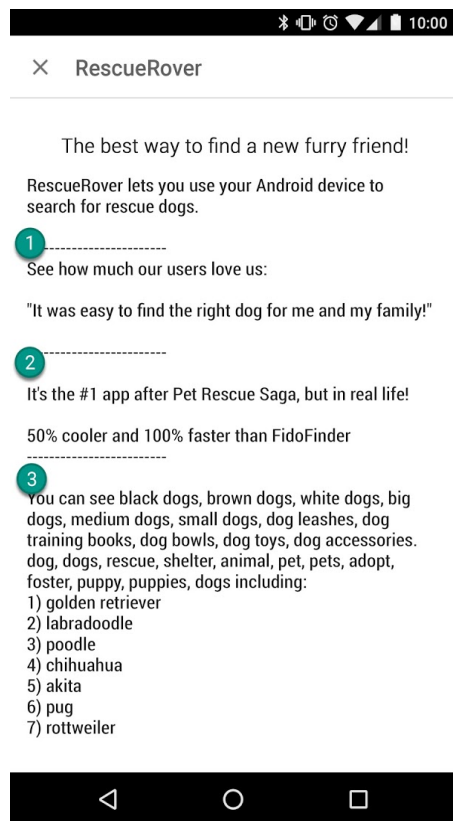 10:00
RescueRover
The best way to find a new furry friend!
RescueRover lets you use your Android device to
search for rescue dogs.
1
----------------------
See how much our users love us:
"It was easy to find the right dog for me and my family!"
----------------------
2
It's the #1 app after Pet Rescue Saga, but in real life!
50% cooler and 100% faster than FidoFinder
-------------------------
3
You can see black dogs, brown dogs, white dogs, big
dogs, medium dogs, small dogs, dog leashes, dog
training books, dog bowls, dog toys, dog accessories.
dog, dogs, rescue, shelter, animal, pet, pets, adopt,
foster, puppy, puppies, dogs including:
1) golden retriever
2) labradoodle
3) poodle
4) chihuahua
5) akita
6) pug
7) rottweiler